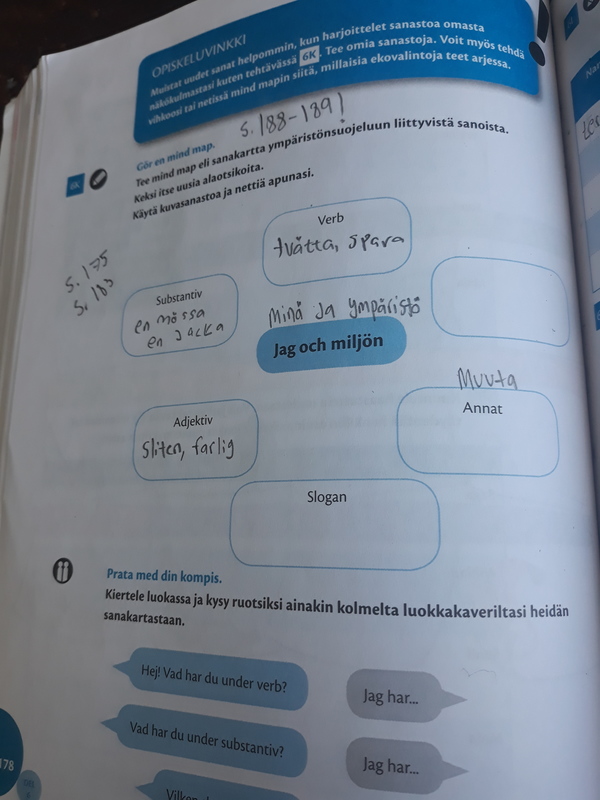 OPISKELUVINKKI
Muistat uudet sanat helpommin, kun harjoittelet sanastoa omasta
näkökulmastasi kuten tehtävässä 6K. Tee omia sanastoja. Voit myös tehdä
vihkoosi tai netissä mind mapin siitä, millaisia ekovalintoja teet arjessa.
s. 188-189!
6K
Gör en mind map.
Tee mind map eli sanakartta ympäristönsuojeluun liittyvistä sanoista.
Keksi itse uusia alaotsikoita.
Käytä kuvasanastoa ja nettiä apunasi.
s. 175
s. 183
Verb
tvätta, spara
Substantiv
en mössa
en jacka
Minä ja ympäristö
Jag och miljön
Muuta
Annat
Adjektiv
Sliten, farlig
Slogan
Prata med din kompis.
Kiertele luokassa ja kysy ruotsiksi ainakin kolmelta luokkakaveriltasi heidän
sanakartastaan.
Hej! Vad har du under verb?
Jag har...
Vad har du under substantiv?
Jag har...
178